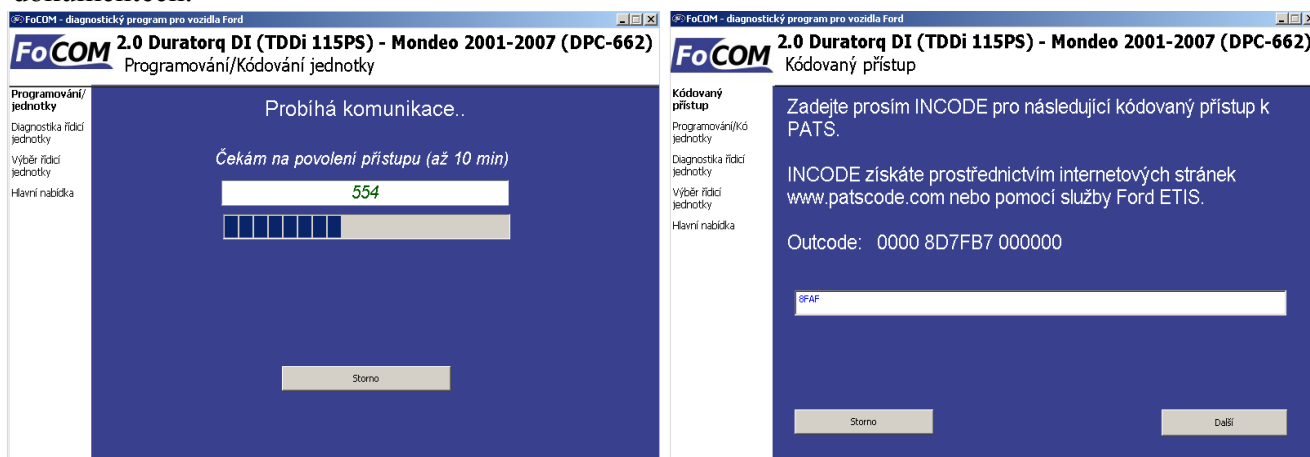 FoCOM - diagnostický program pro vozidla Ford
FoCOM
2.0 Duratorq DI (TDDi 115PS) - Mondeo 2001-2007 (DPC-662)
Programování/Kódování jednotky
Programování/
jednotky
Diagnostika řídicí
jednotky
Výběr řídicí
jednotky
Hlavní nabídka
Probíhá komunikace..
Čekám na povolení přístupu (až 10 min)
554
Storno
FoCOM - diagnostický program pro vozidla Ford
FoCOM
2.0 Duratorq DI (TDDi 115PS) - Mondeo 2001-2007 (DPC-662)
Kódovaný přístup
Kódovaný
přístup
Programování/Kó
jednotky
Diagnostika řídicí
jednotky
Výběr řídicí
jednotky
Hlavní nabídka
Zadejte prosím INCODE pro následující kódovaný přístup k
PATS.
INCODE získáte prostřednictvím internetových stránek
www.patscode.com nebo pomocí služby Ford ETIS.
Outcode: 0000 8D7FB7 000000
8FAF
Storno
Další